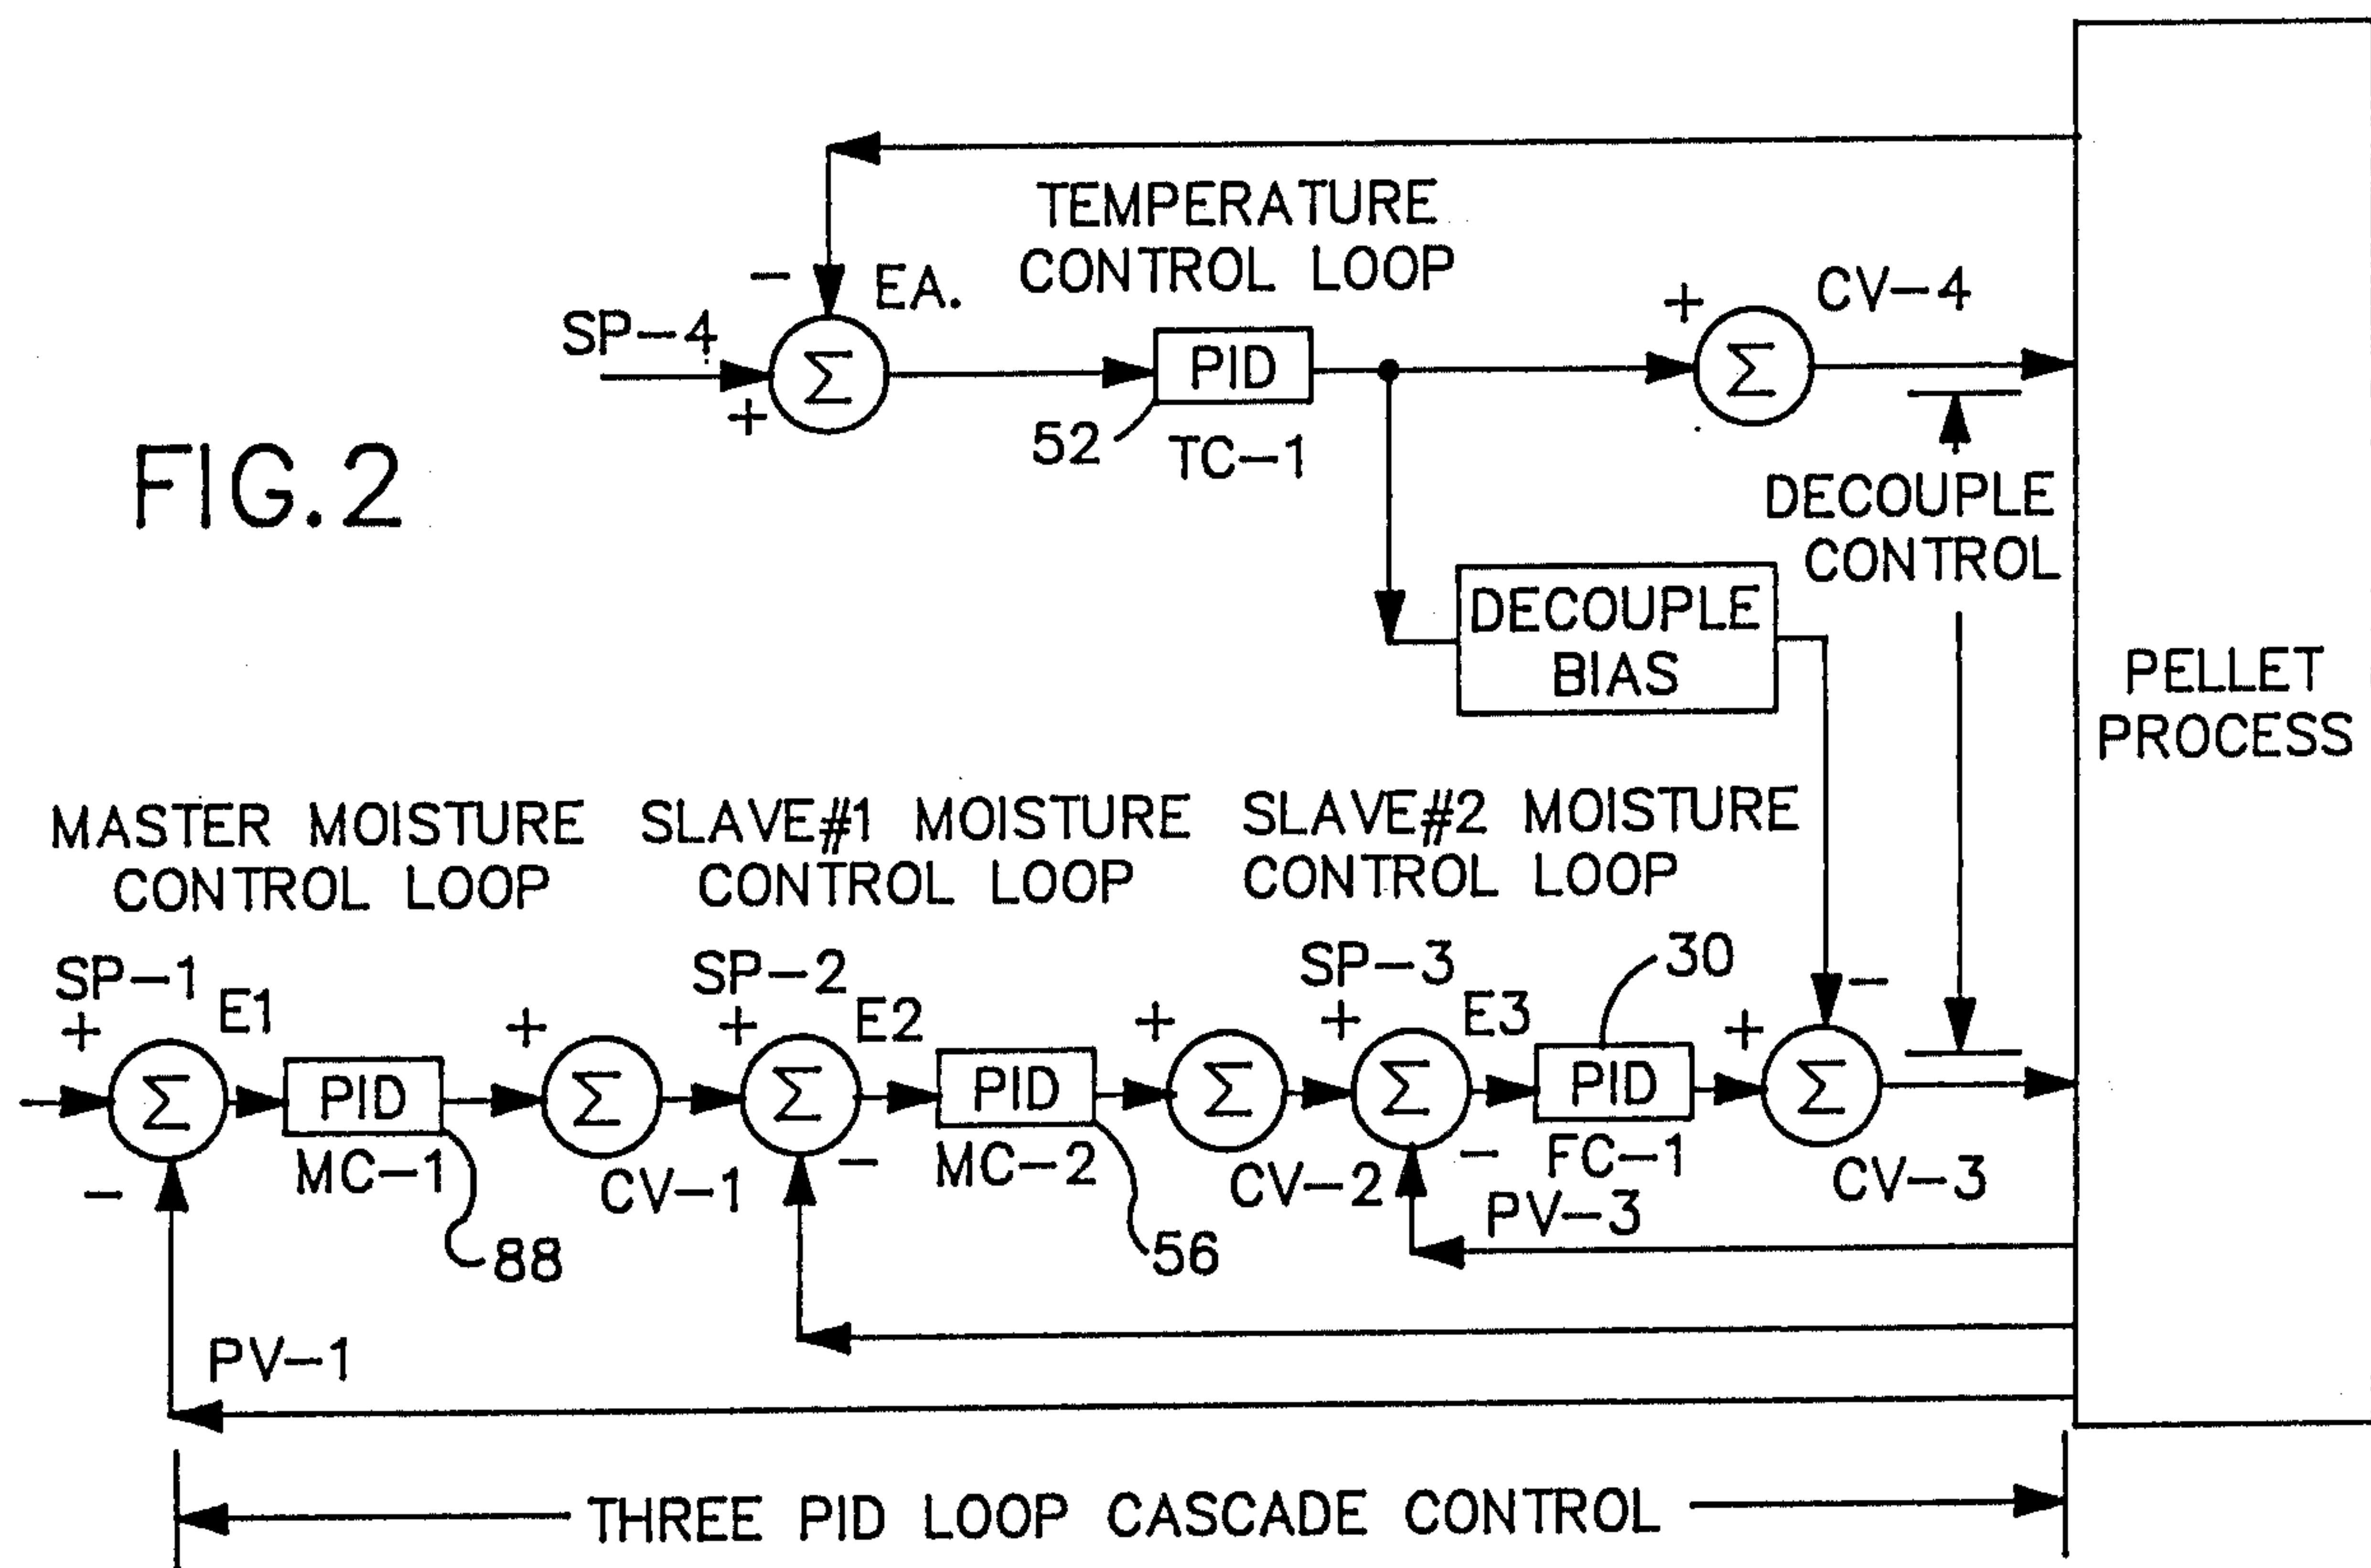 TEMPERATURE
CONTROL LOOP
- EA.
SP-4
+
Σ
PID
52
TC-1
+
CV-4
Σ
FIG.2
DECOUPLE
CONTROL
DECOUPLE
BIAS
PELLET
PROCESS
MASTER MOISTURE
CONTROL LOOP
SLAVE#1 MOISTURE
CONTROL LOOP
SLAVE#2 MOISTURE
CONTROL LOOP
SP-1
+
E1
Σ
-
PID
MC-1
88
+
Σ
CV-1
SP-2
+
E2
Σ
-
PID
MC-2
56
+
Σ
CV-2
SP-3
+
E3
Σ
-
30
PID
FC-1
PV-3
+
-
Σ
CV-3
PV-1
THREE PID LOOP CASCADE CONTROL